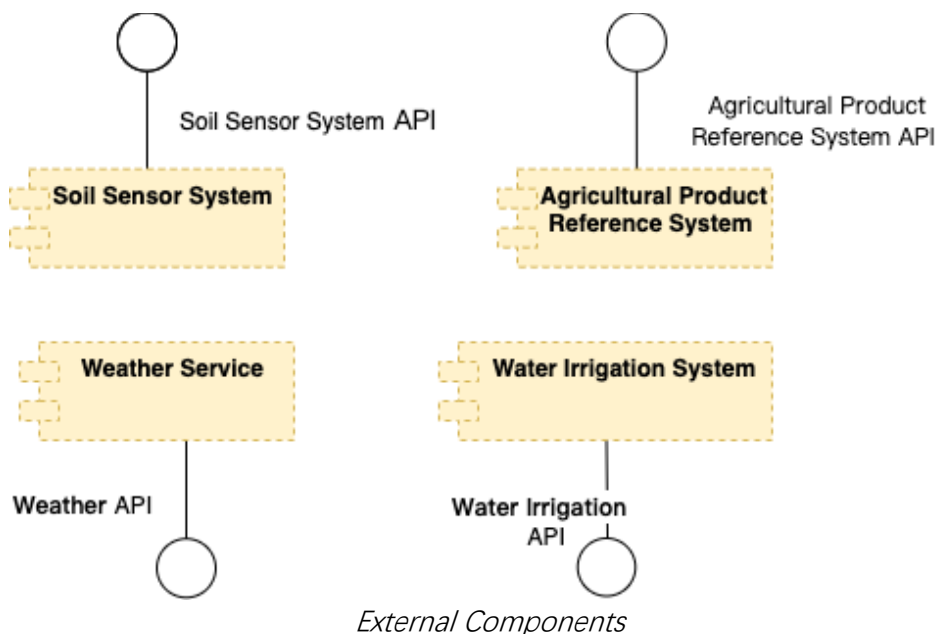 Soil Sensor System API
Agricultural Product
Reference System API
Soil Sensor System
Agricultural Product
Reference System
Weather Service
Water Irrigation System
Weather API
Water Irrigation
API
External Components